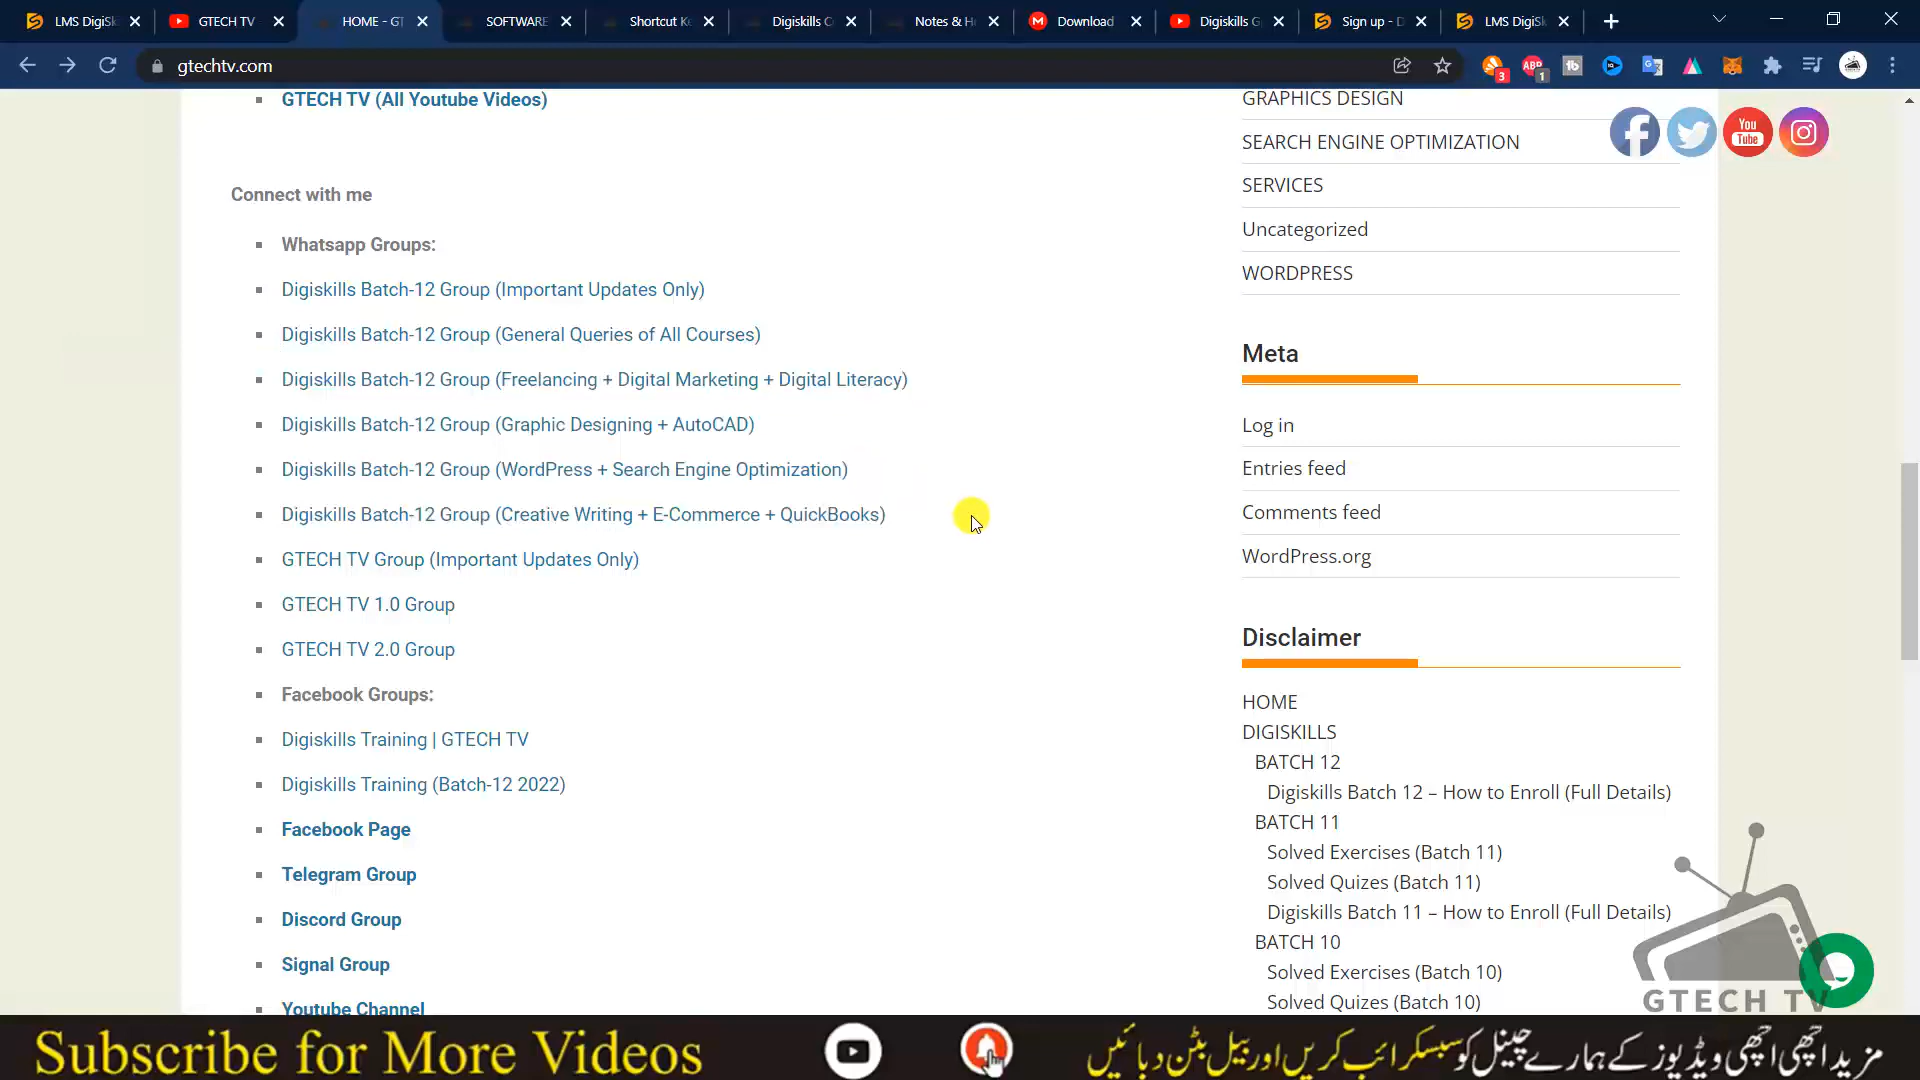 LMS DigiSk
GTECH TV
HOME - GT
SOFTWARE
Shortcut Ke
Digiskills C
Notes & H
Download
Digiskills G
Sign up - D
LMS DigiSk
gtechtv.com
GTECH TV (All Youtube Videos)
Connect with me
Whatsapp Groups:
Digiskills Batch-12 Group (Important Updates Only)
Digiskills Batch-12 Group (General Queries of All Courses)
Digiskills Batch-12 Group (Freelancing + Digital Marketing + Digital Literacy)
Digiskills Batch-12 Group (Graphic Designing + AutoCAD)
Digiskills Batch-12 Group (WordPress + Search Engine Optimization)
Digiskills Batch-12 Group (Creative Writing + E-Commerce + QuickBooks)
GTECH TV Group (Important Updates Only)
GTECH TV 1.0 Group
GTECH TV 2.0 Group
Facebook Groups:
Digiskills Training | GTECH TV
Digiskills Training (Batch-12 2022)
Facebook Page
Telegram Group
Discord Group
Signal Group
Youtube Channel
GRAPHICS DESIGN
SEARCH ENGINE OPTIMIZATION
SERVICES
Uncategorized
WORDPRESS
You
Tube
3
ABP
1
Meta
Log in
Entries feed
Comments feed
WordPress.org
Disclaimer
HOME
DIGISKILLS
BATCH 12
Digiskills Batch 12 – How to Enroll (Full Details)
BATCH 11
Solved Exercises (Batch 11)
Solved Quizes (Batch 11)
Digiskills Batch 11 – How to Enroll (Full Details)
BATCH 10
Solved Exercises (Batch 10)
Solved Quizes (Batch 10)
GTECH TV
Subscribe for More Videos
مزید اچھی اچھی ویڈیوز کے ہمارے چینل کو سبسکرائب کریں اور بیل بٹن دبائیں